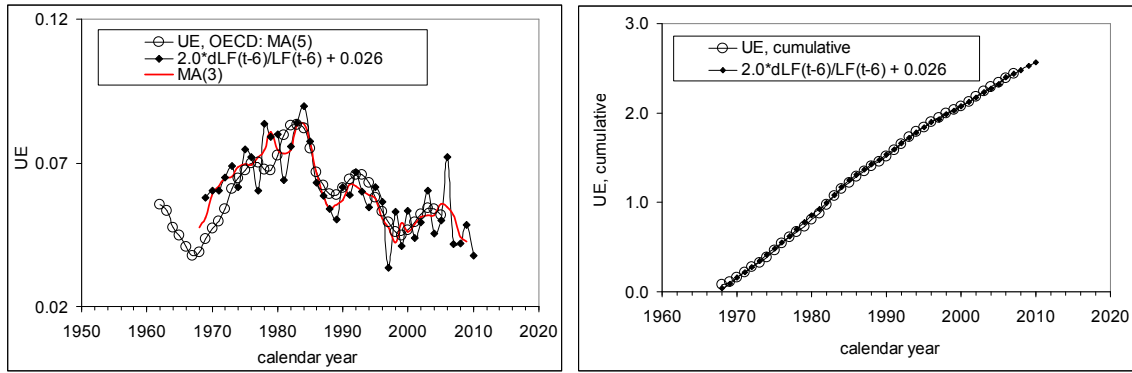 0.12
UE, OECD: MA(5)
2.0*dLF(t-6)/LF(t-6) + 0.026
MA(3)
UE
0.07
0.02
1950 1960 1970 1980 1990 2000 2010 2020
calendar year
3.0
UE, cumulative
2.0*dLF(t-6)/LF(t-6) + 0.026
UE, cumulative
2.0
1.0
0.0
1960 1970 1980 1990 2000 2010 2020
calendar year